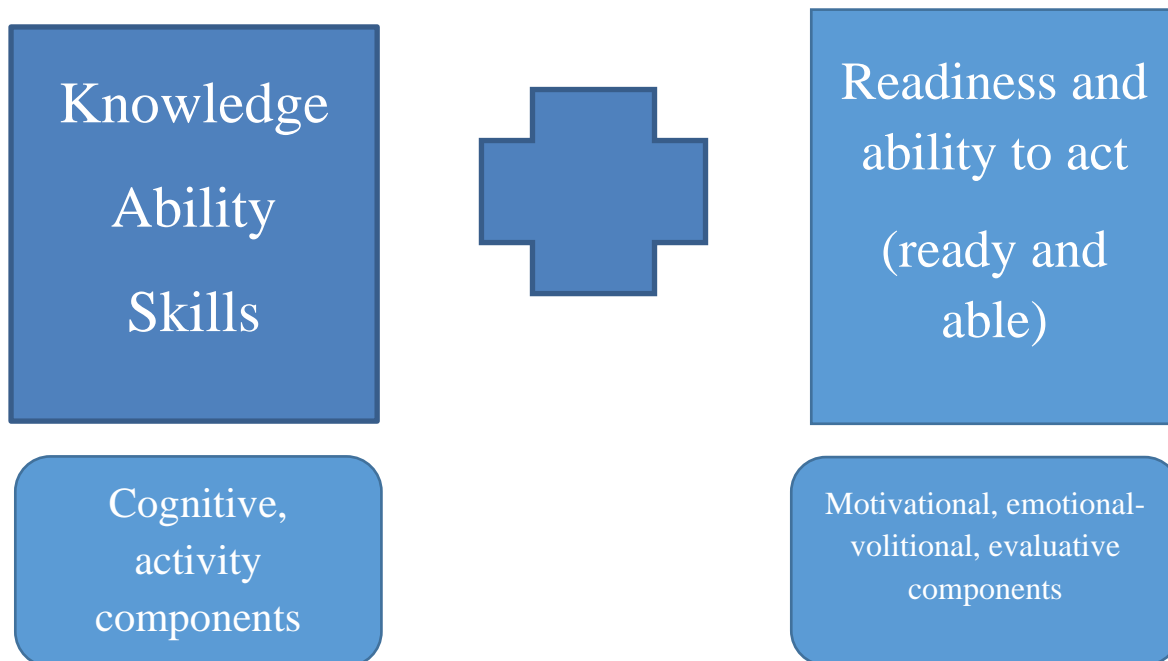 Knowledge
Ability
Skills
Readiness and
ability to act
(ready and
able)
Cognitive,
activity
components
Motivational, emotional-
volitional, evaluative
components